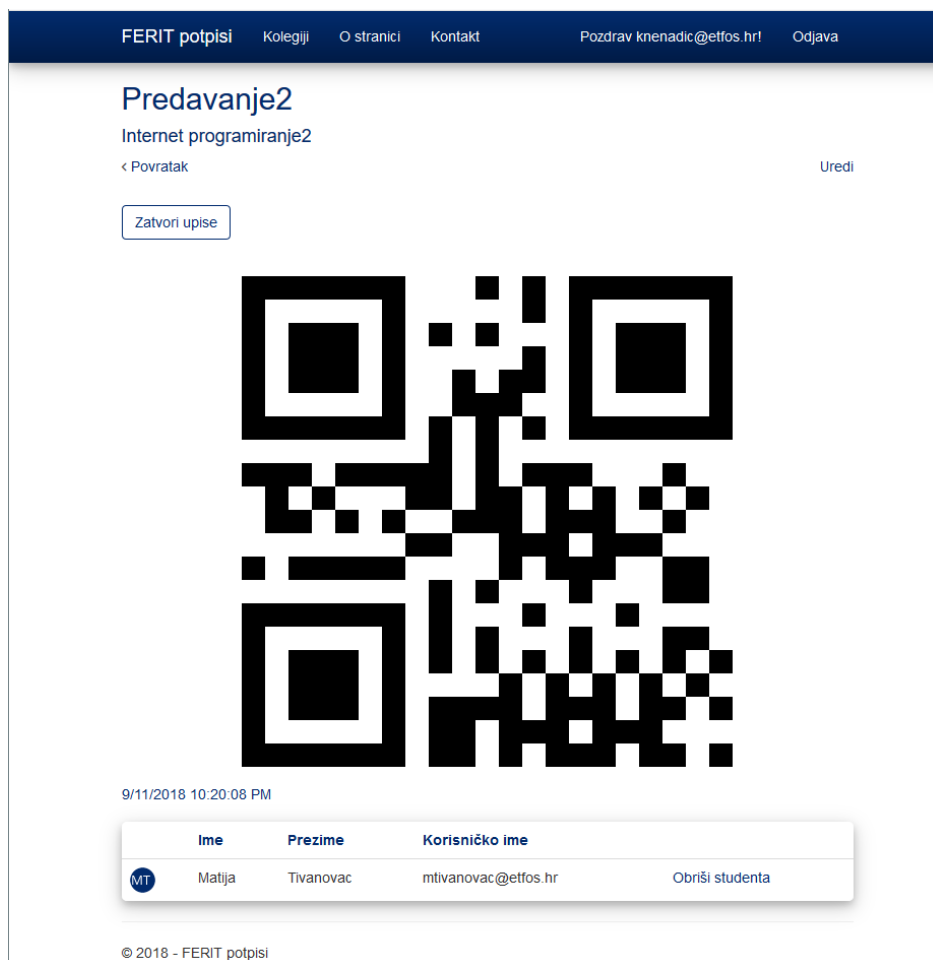 FERIT potpisi Kolegiji O stranici Kontakt Pozdrav knenadic@etfos.hr! Odjava
Predavanje2
Internet programiranje2
‹ Povratak Uredi
Zatvori upise
9/11/2018 10:20:08 PM
Ime Prezime Korisničko ime
MT Matija Tivanovac mtivanovac@etfos.hr Obriši studenta
© 2018 - FERIT potpisi